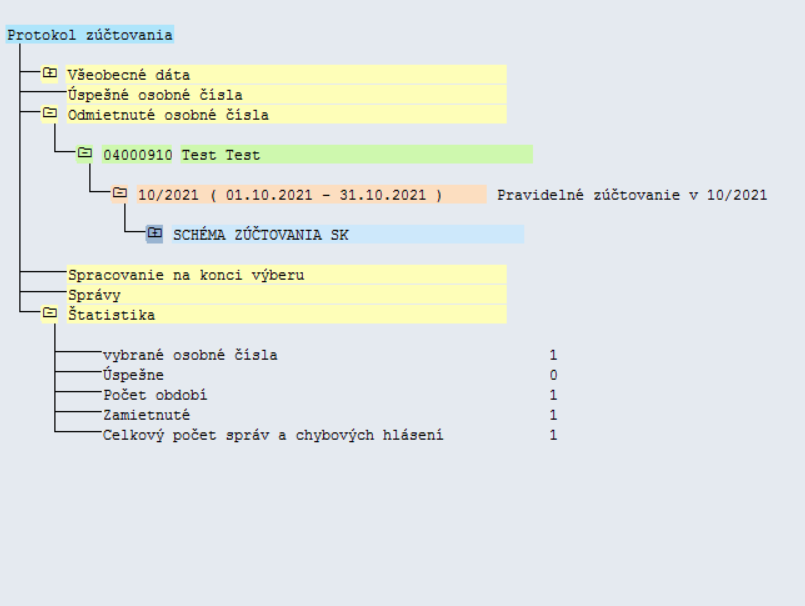 Protokol zúčtovania
Všeobecné dáta
Úspešné osobné čísla
Odmietnuté osobné čísla
04000910 Test Test
10/2021 ( 01.10.2021 - 31.10.2021 ) Pravidelné zúčtovanie v 10/2021
SCHÉMA ZÚČTOVANIA SK
Spracovanie na konci výberu
Správy
Štatistika
vybrané osobné čísla 1
Úspešne 0
Počet období 1
Zamietnuté 1
Celkový počet správ a chybových hlásení 1